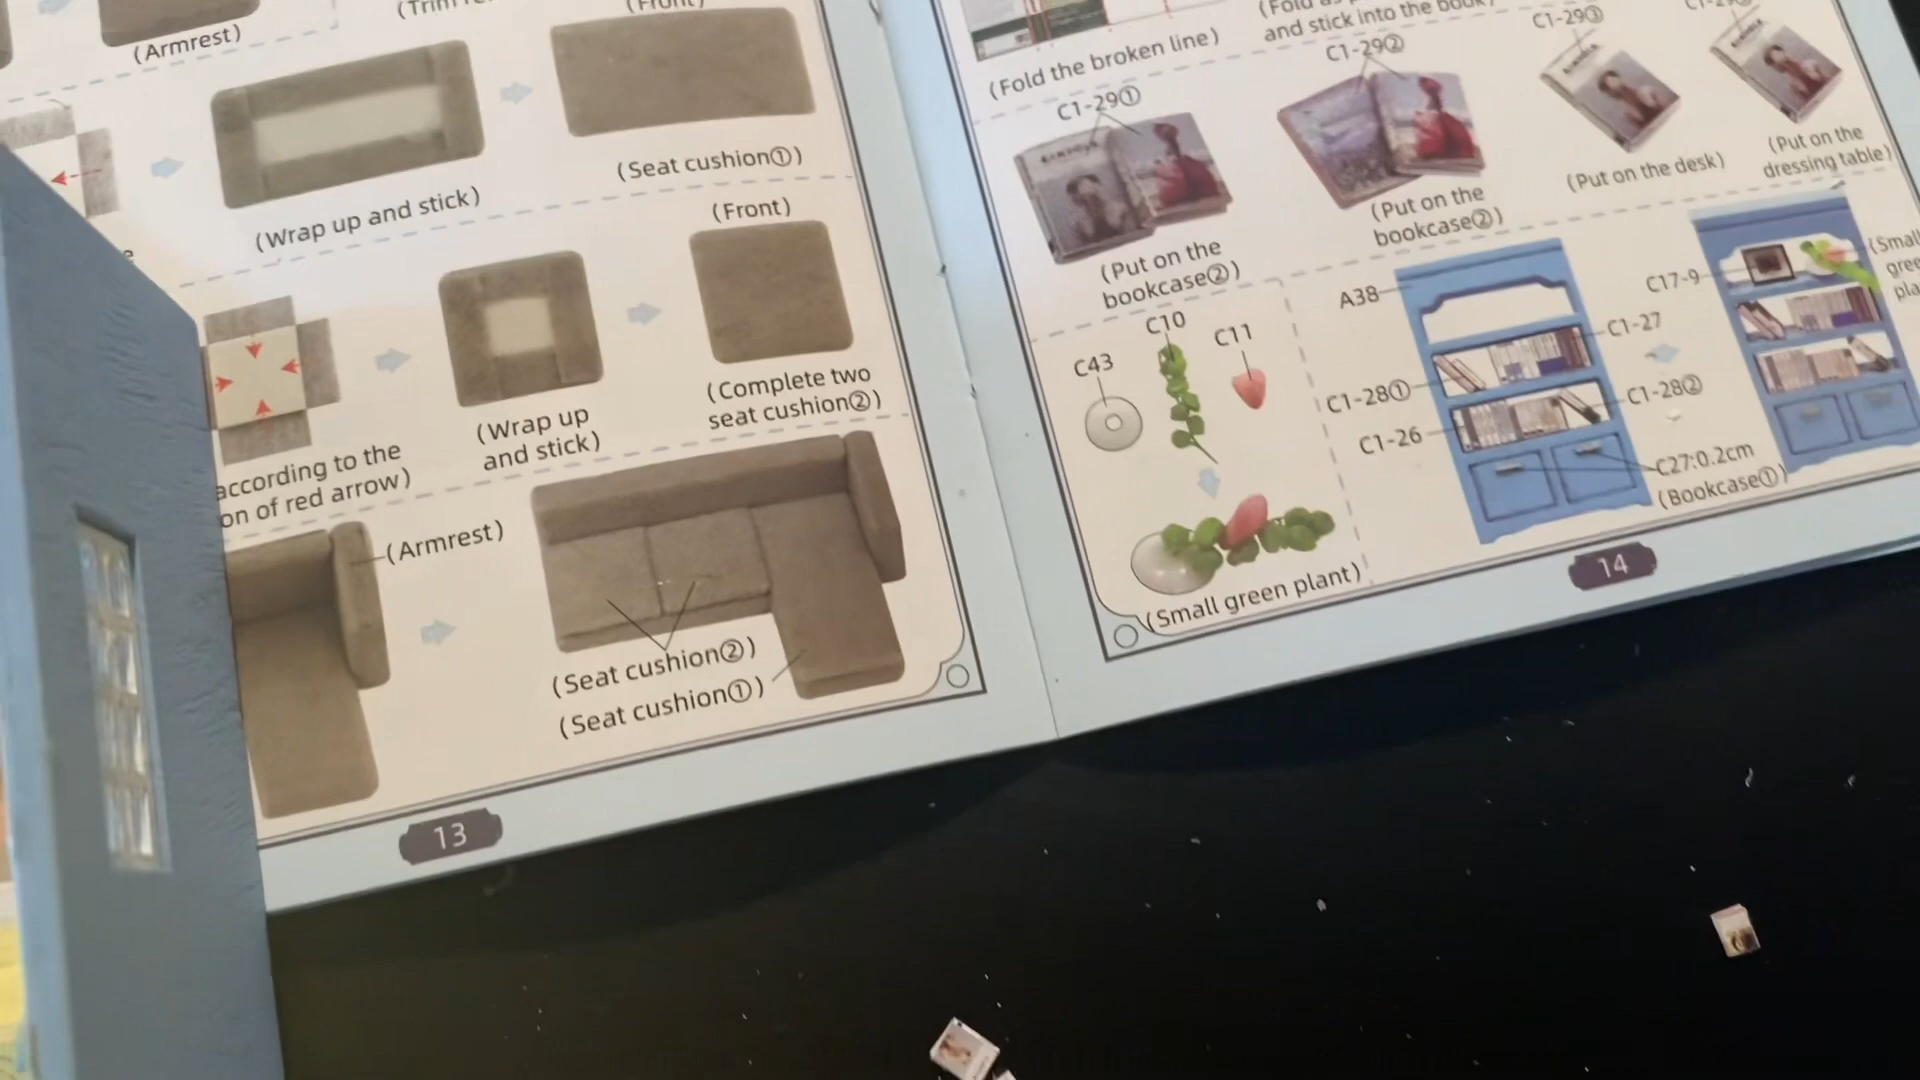 (Armrest)
(Front)
(Wrap up and stick)
(Seat cushion①)
(Front)
according to the
on of red arrow)
(Wrap up
and stick)
(Complete two
seat cushion②)
(Armrest)
(Seat cushion②)
(Seat cushion①)
13
(Fold the broken line)
and stick into the book)
C1-29①
C1-29②
C1-29③
(Put on the
bookcase②)
(Put on the
bookcase②)
(Put on the desk)
(Put on the
dressing table)
C43
C10
C11
(Small green plant)
A38
C1-27
C1-28①
C1-28②
C1-26
C27:0.2cm
(Bookcase①)
C17-9
(Small
14